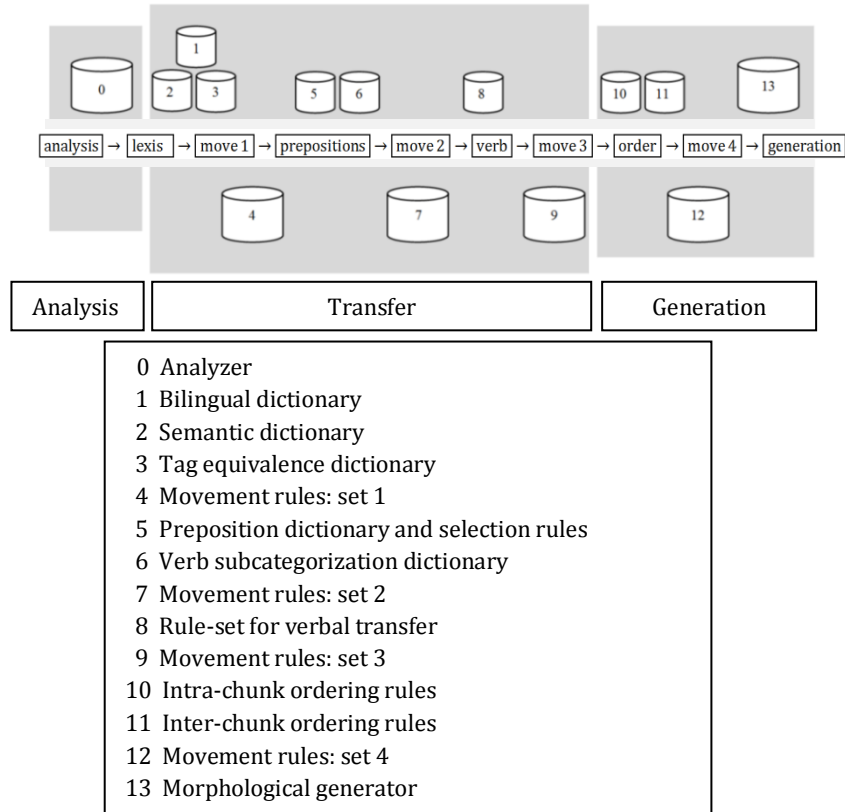 1
0 2 3 5 6 8 10 11 13
analysis → lexis → move 1 → prepositions → move 2 → verb → move 3 → order → move 4 → generation
4 7 9 12
Analysis Transfer Generation
0 Analyzer
1 Bilingual dictionary
2 Semantic dictionary
3 Tag equivalence dictionary
4 Movement rules: set 1
5 Preposition dictionary and selection rules
6 Verb subcategorization dictionary
7 Movement rules: set 2
8 Rule-set for verbal transfer
9 Movement rules: set 3
10 Intra-chunk ordering rules
11 Inter-chunk ordering rules
12 Movement rules: set 4
13 Morphological generator